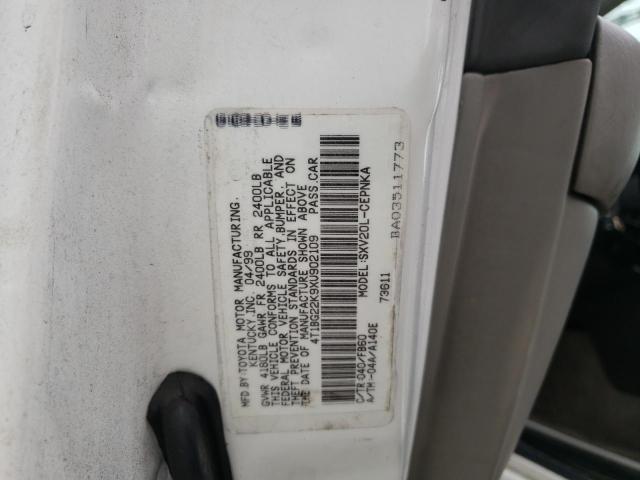 MFD.BY:TOYOTA MOTOR MANUFACTURING.
KENTUCKY,INC. 04/99
GVWR 4180LB GAWR FR 2400LB RR 2400LB
THIS VEHICLE CONFORMS TO ALL APPLICABLE
FEDERAL MOTOR VEHICLE SAFETY,BUMPER, AND
THEFT PREVENTION STANDARDS IN EFFECT ON
THE DATE OF MANUFACTURE SHOWN ABOVE
4T1BG22K9XU902109 PASS.CAR
MODEL:SXV20L-CEPNKA
C/TR:040/FB60 73611
A/TM:-04A/A140E
BA03511773